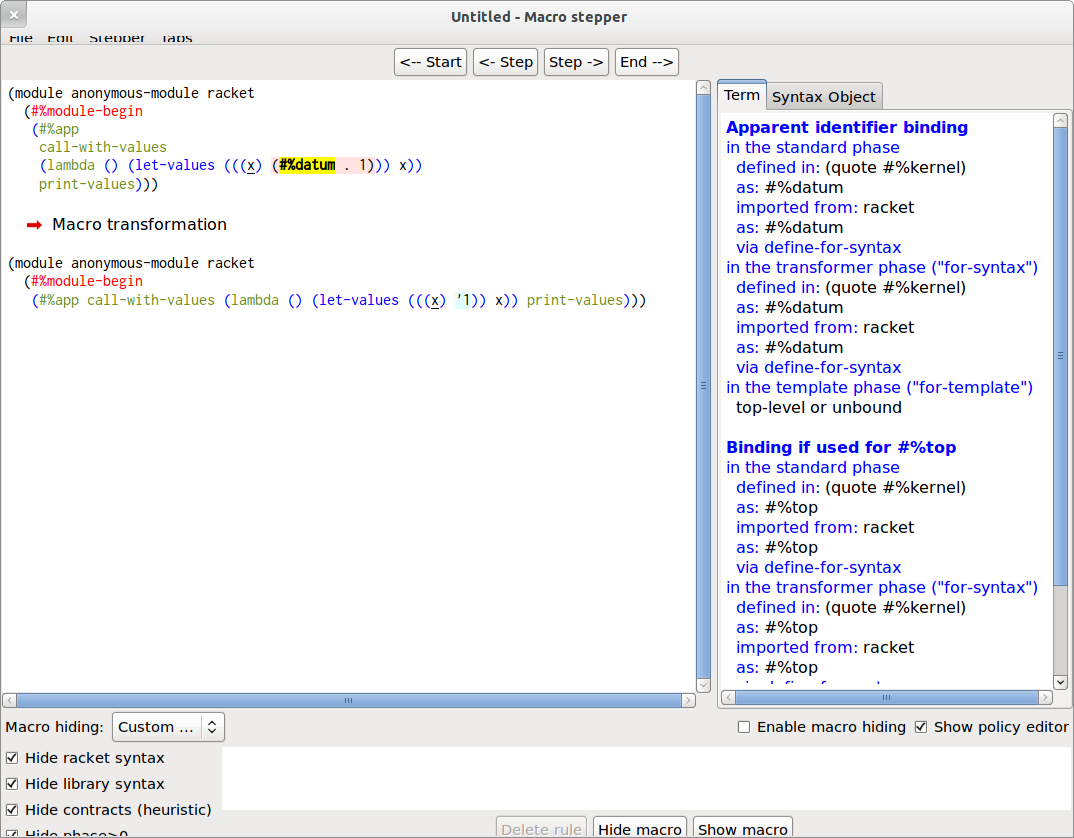 Untitled - Macro stepper
File Edit Stepper Tabs
<-- Start <- Step Step -> End -->
(module anonymous-module racket
(#%module-begin
(#%app
call-with-values
(lambda () (let-values (((x) (#%datum . 1))) x))
print-values)))
Macro transformation
(module anonymous-module racket
(#%module-begin
(#%app call-with-values (lambda () (let-values (((x) '1)) x)) print-values)))
Term Syntax Object
Apparent identifier binding
in the standard phase
defined in: (quote #%kernel)
as: #%datum
imported from: racket
as: #%datum
via define-for-syntax
in the transformer phase ("for-syntax")
defined in: (quote #%kernel)
as: #%datum
imported from: racket
as: #%datum
via define-for-syntax
in the template phase ("for-template")
top-level or unbound
Binding if used for #%top
in the standard phase
defined in: (quote #%kernel)
as: #%top
imported from: racket
as: #%top
via define-for-syntax
in the transformer phase ("for-syntax")
defined in: (quote #%kernel)
as: #%top
imported from: racket
as: #%top
Macro hiding: Custom ... Enable macro hiding Show policy editor
Hide racket syntax
Hide library syntax
Hide contracts (heuristic)
Hide phase>0
Delete rule Hide macro Show macro